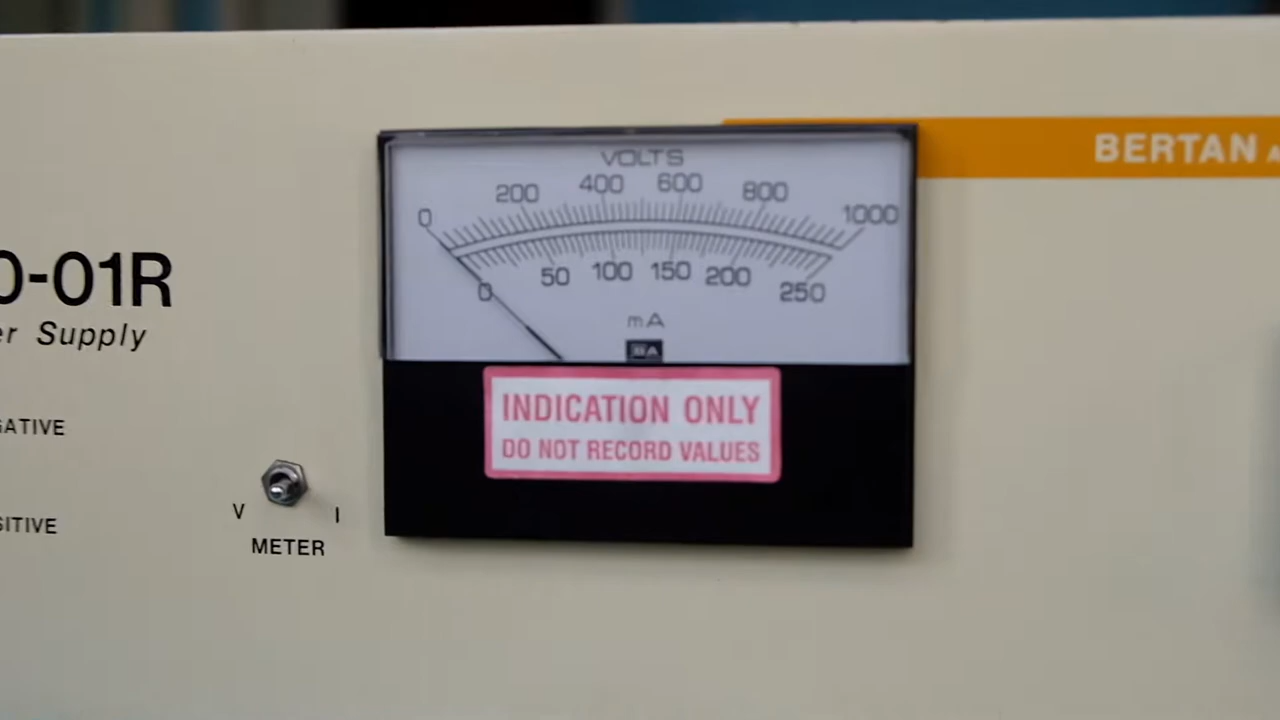 BERTAN
VOLTS
0 200 400 600 800 1000
0 50 100 150 200 250
mA
0-01R
er Supply
INDICATION ONLY
DO NOT RECORD VALUES
GATIVE
SITIVE
V I
METER